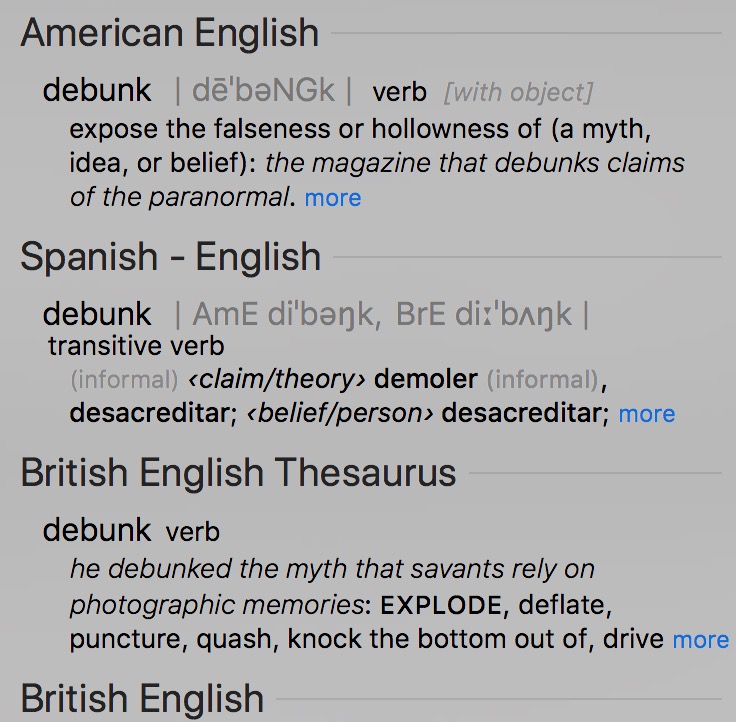 American English
debunk | dēˈbəNGk | verb [with object]
expose the falseness or hollowness of (a myth,
idea, or belief): the magazine that debunks claims
of the paranormal. more
Spanish - English
debunk | AmE diˈbəŋk, BrE diːˈbʌŋk |
transitive verb
(informal) ‹claim/theory› demoler (informal),
desacreditar; ‹belief/person› desacreditar; more
British English Thesaurus
debunk verb
he debunked the myth that savants rely on
photographic memories: EXPLODE, deflate,
puncture, quash, knock the bottom out of, drive more
British English